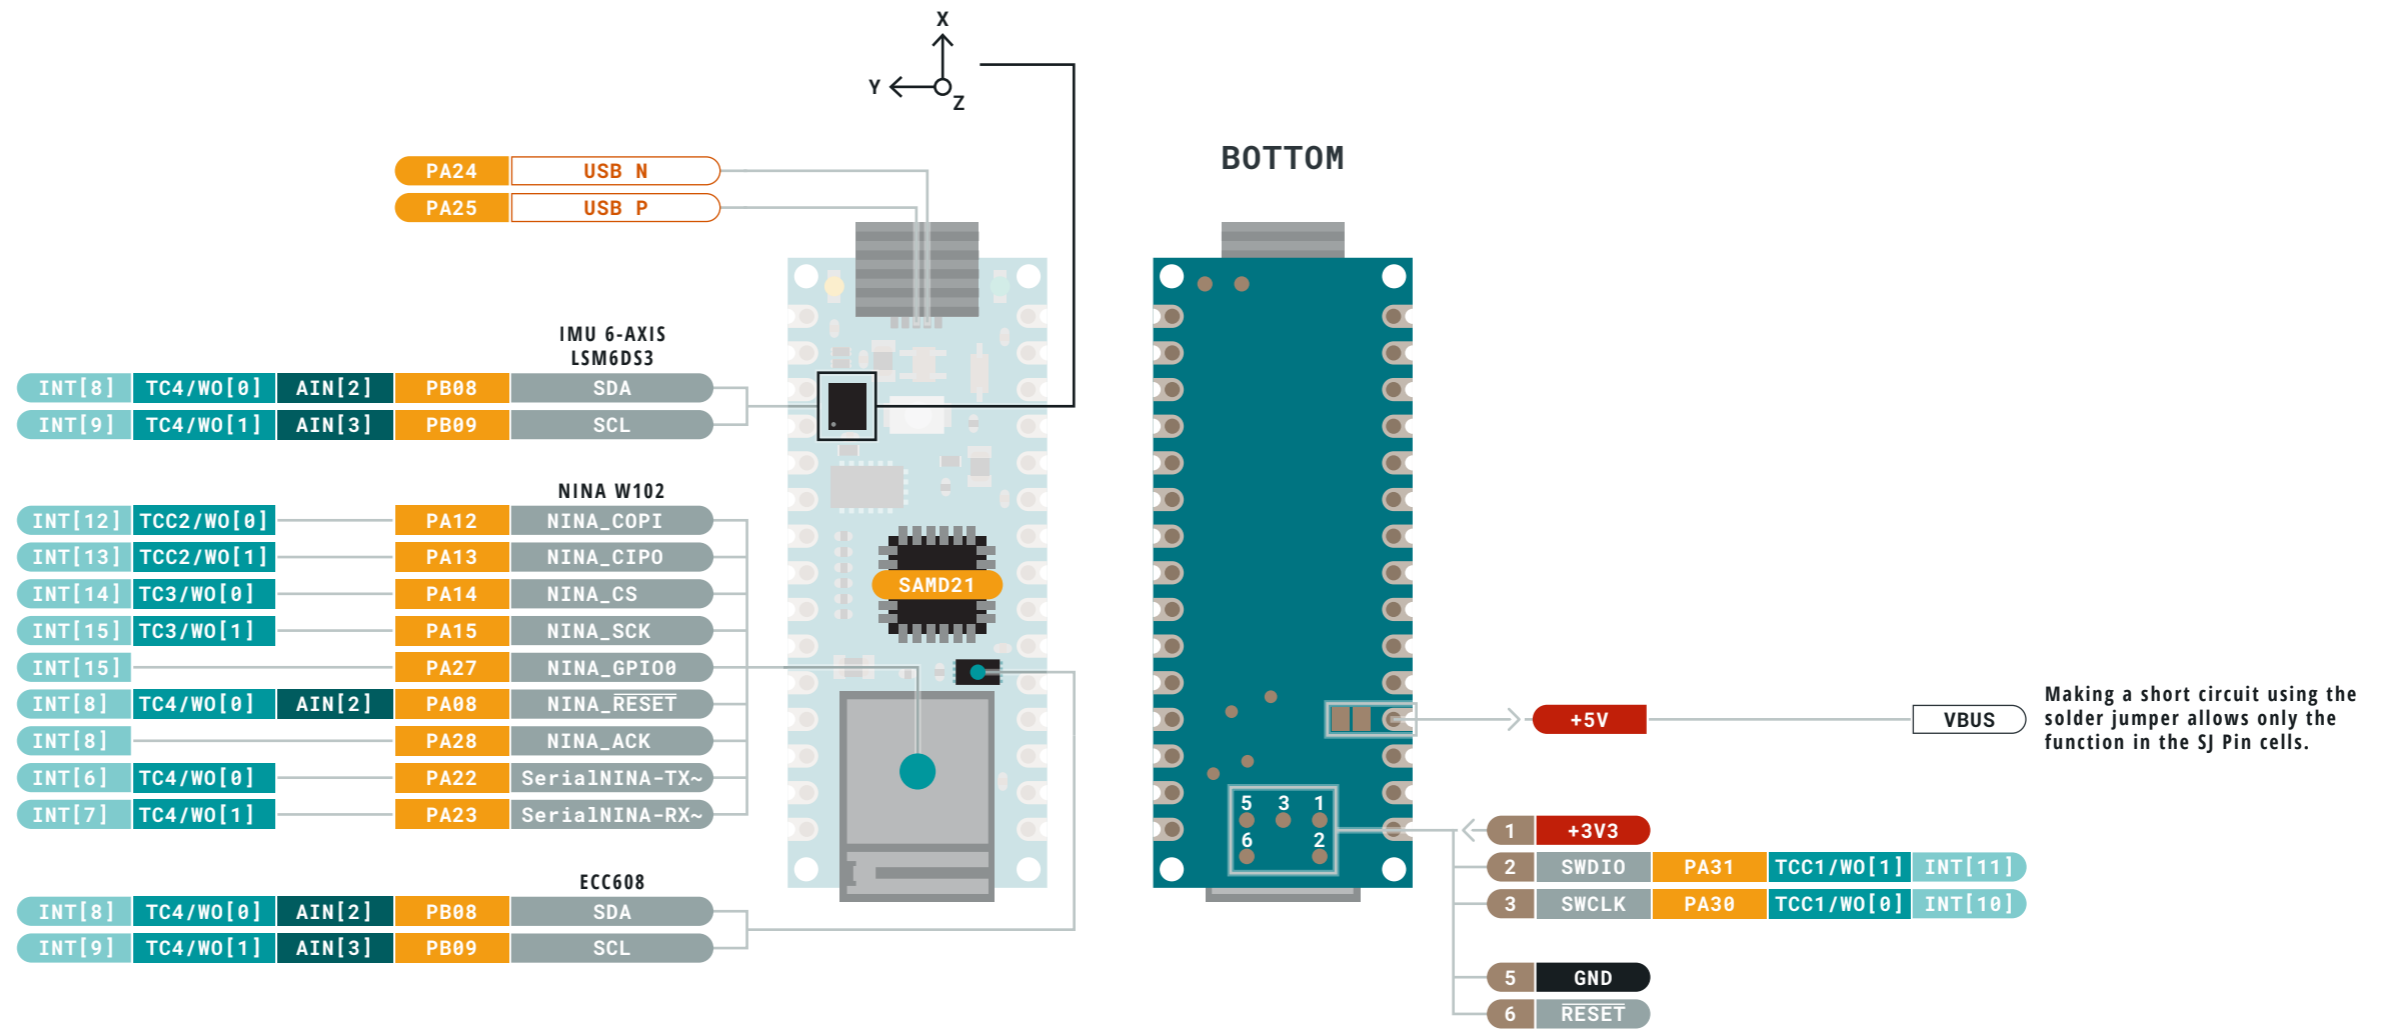 X
Y
Z
PA24 USB N
PA25 USB P
BOTTOM
IMU 6-AXIS
LSM6DS3
INT[8] TC4/WO[0] AIN[2] PB08 SDA
INT[9] TC4/WO[1] AIN[3] PB09 SCL
NINA W102
INT[12] TCC2/WO[0] PA12 NINA_COPI
INT[13] TCC2/WO[1] PA13 NINA_CIPO
INT[14] TC3/WO[0] PA14 NINA_CS
INT[15] TC3/WO[1] PA15 NINA_SCK
INT[15] PA27 NINA_GPIO0
INT[8] TC4/WO[0] AIN[2] PA08 NINA_RESET
INT[8] PA28 NINA_ACK
INT[6] TC4/WO[0] PA22 SerialNINA-TX~
INT[7] TC4/WO[1] PA23 SerialNINA-RX~
ECC608
INT[8] TC4/WO[0] AIN[2] PB08 SDA
INT[9] TC4/WO[1] AIN[3] PB09 SCL
SAMD21
+5V VBUS
Making a short circuit using the
solder jumper allows only the
function in the SJ Pin cells.
5 3 1
6 2
1 +3V3
2 SWDIO PA31 TCC1/WO[1] INT[11]
3 SWCLK PA30 TCC1/WO[0] INT[10]
5 GND
6 RESET